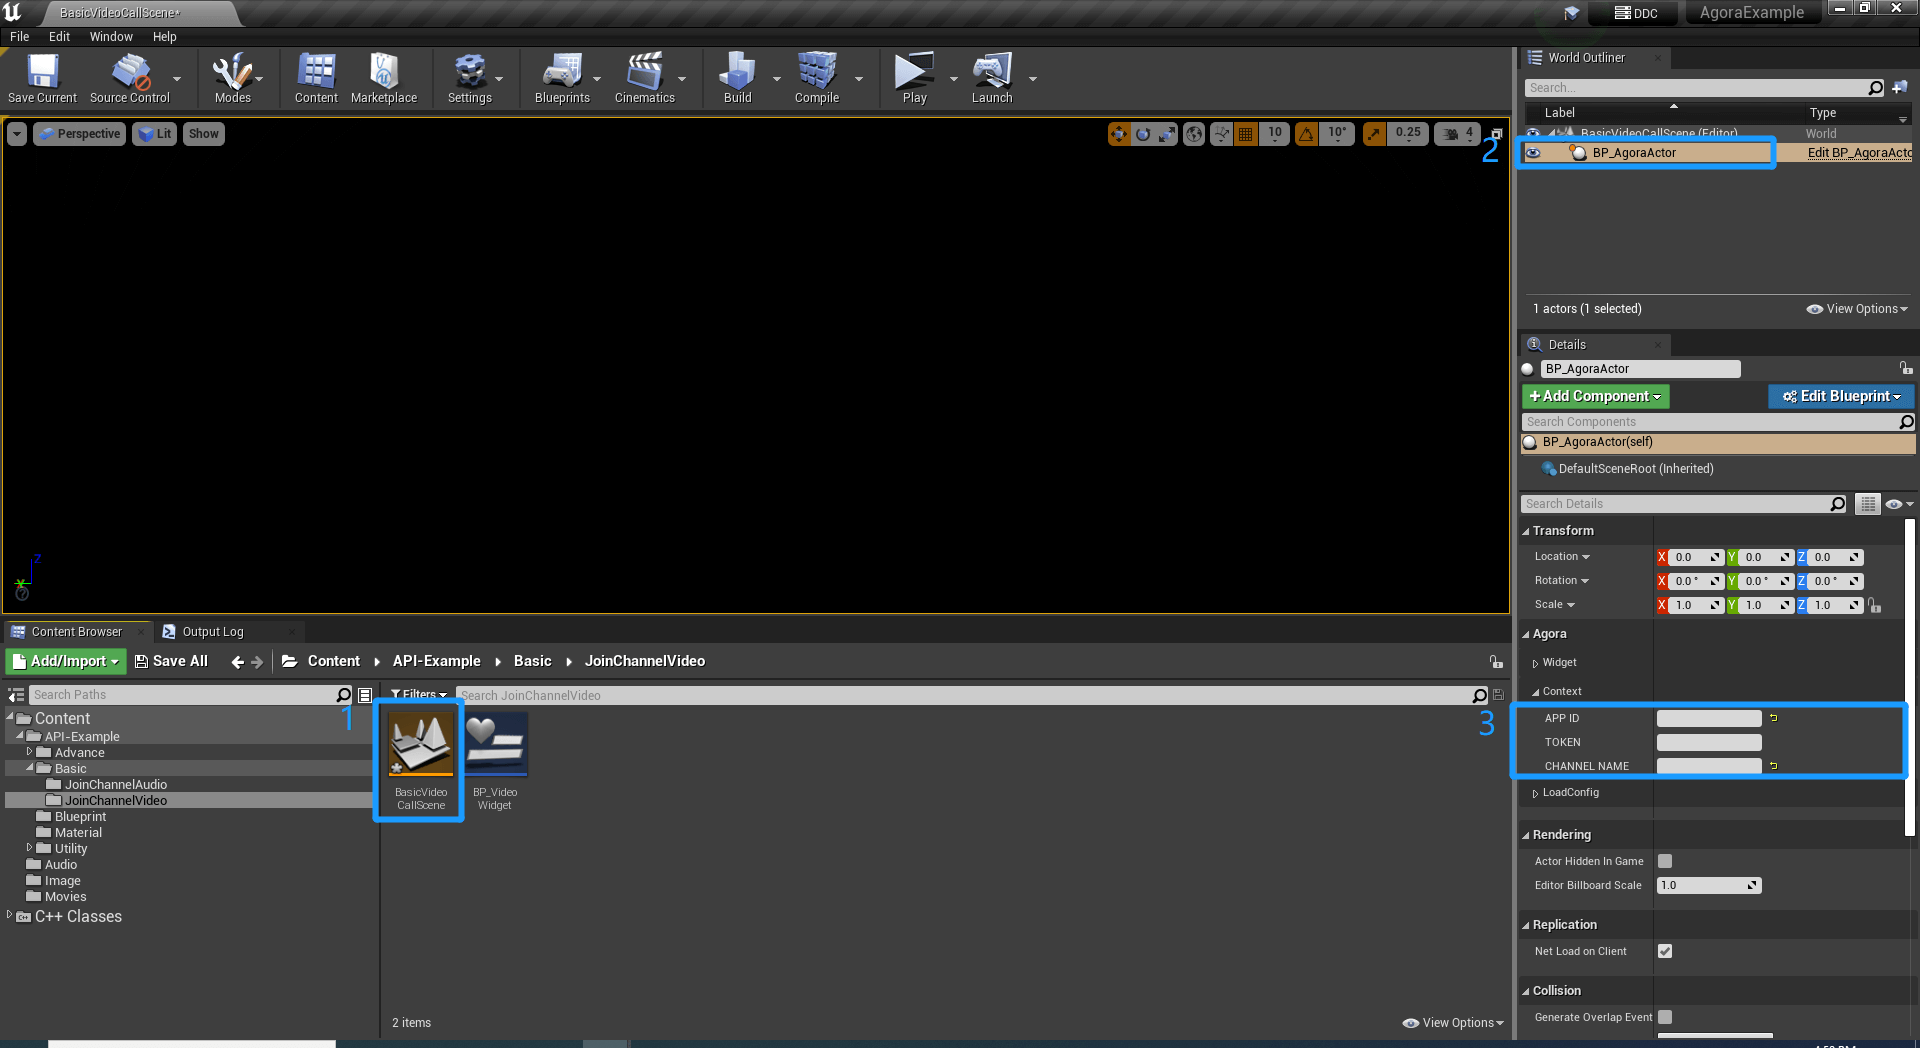 BasicVideoCallScene*
DDC
AgoraExample
File Edit Window Help
Save Current
Source Control
Modes
Content
Marketplace
Settings
Blueprints
Cinematics
Build
Compile
Play
Launch
Perspective
Lit
Show
10
10°
0.25
4
2
World Outliner
Search...
Label
Type
BasicVideoCallScene (Editor)
World
BP_AgoraActor
Edit BP_AgoraActo
1 actors (1 selected)
View Options
Details
BP_AgoraActor
+Add Component
Edit Blueprint
Search Components
BP_AgoraActor(self)
DefaultSceneRoot (Inherited)
Search Details
Transform
Location
X 0.0 Y 0.0 Z 0.0
Rotation
X 0.0 ° Y 0.0 ° Z 0.0 °
Scale
X 1.0 Y 1.0 Z 1.0
Agora
Widget
Context
3
APP ID
TOKEN
CHANNEL NAME
LoadConfig
Rendering
Actor Hidden In Game
Editor Billboard Scale
1.0
Replication
Net Load on Client
Collision
Generate Overlap Event
Z
Content Browser
Output Log
Add/Import
Save All
Content
API-Example
Basic
JoinChannelVideo
Search Paths
Filters
Search JoinChannelVideo
1
Content
API-Example
Advance
Basic
JoinChannelAudio
JoinChannelVideo
Blueprint
Material
Utility
Audio
Image
Movies
C++ Classes
BasicVideo
CallScene
BP_Video
Widget
2 items
View Options